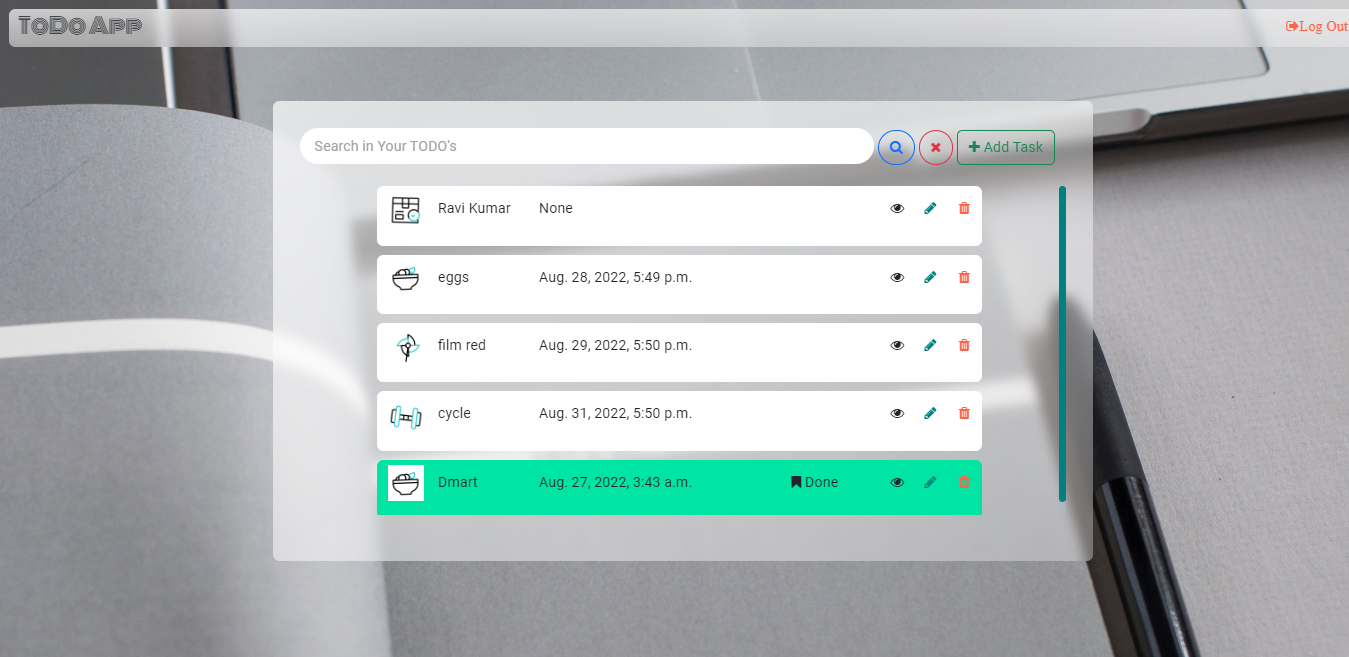 ToDo App
Log Out
Search in Your TODO's
Add Task
Ravi Kumar None
eggs Aug. 28, 2022, 5:49 p.m.
film red Aug. 29, 2022, 5:50 p.m.
cycle Aug. 31, 2022, 5:50 p.m.
Dmart Aug. 27, 2022, 3:43 a.m. Done